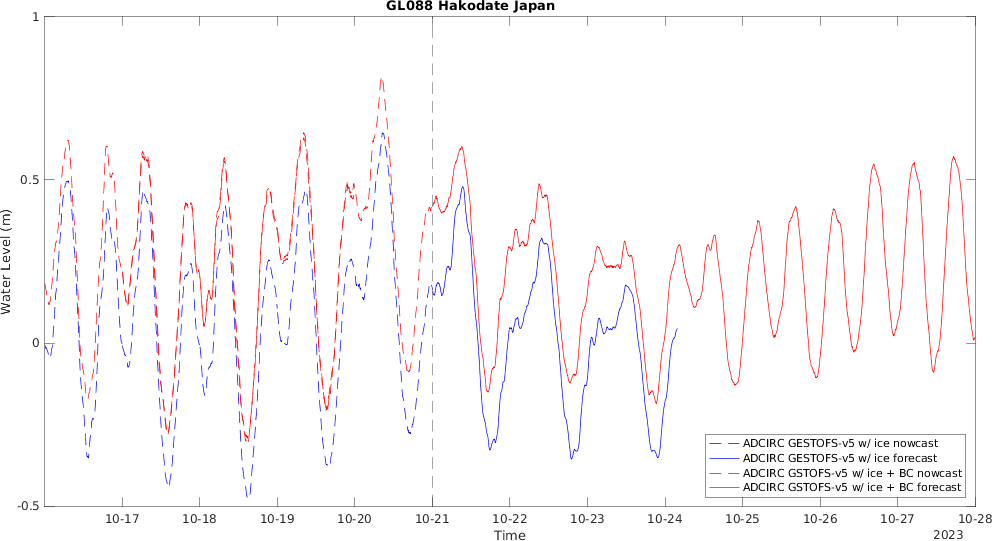 GL088 Hakodate Japan
1
0.5
0
-0.5
Water Level (m)
10-17 10-18 10-19 10-20 10-21 10-22 10-23 10-24 10-25 10-26 10-27 10-28
Time
2023
ADCIRC GESTOFS-v5 w/ ice nowcast
ADCIRC GESTOFS-v5 w/ ice forecast
ADCIRC GSTOFS-v5 w/ ice + BC nowcast
ADCIRC GSTOFS-v5 w/ ice + BC forecast